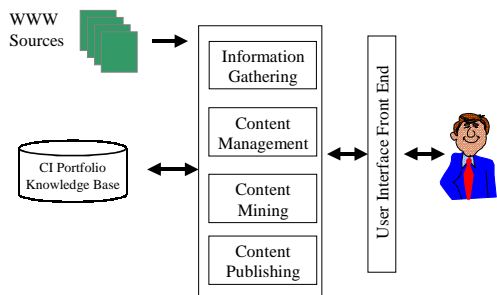 WWW
Sources
Information
Gathering
Content
Management
CI Portfolio
Knowledge Base
Content
Mining
Content
Publishing
User Interface Front End